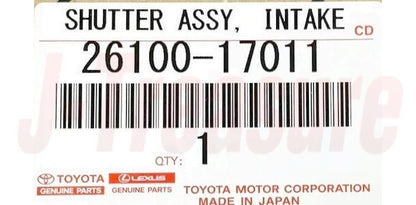 SHUTTER ASSY, INTAKE
CD
26100-17011
J-Treasure
QTY: 1
TOYOTA LEXUS
GENUINE PARTS GENUINE PARTS
TOYOTA MOTOR CORPORATION
MADE IN JAPAN